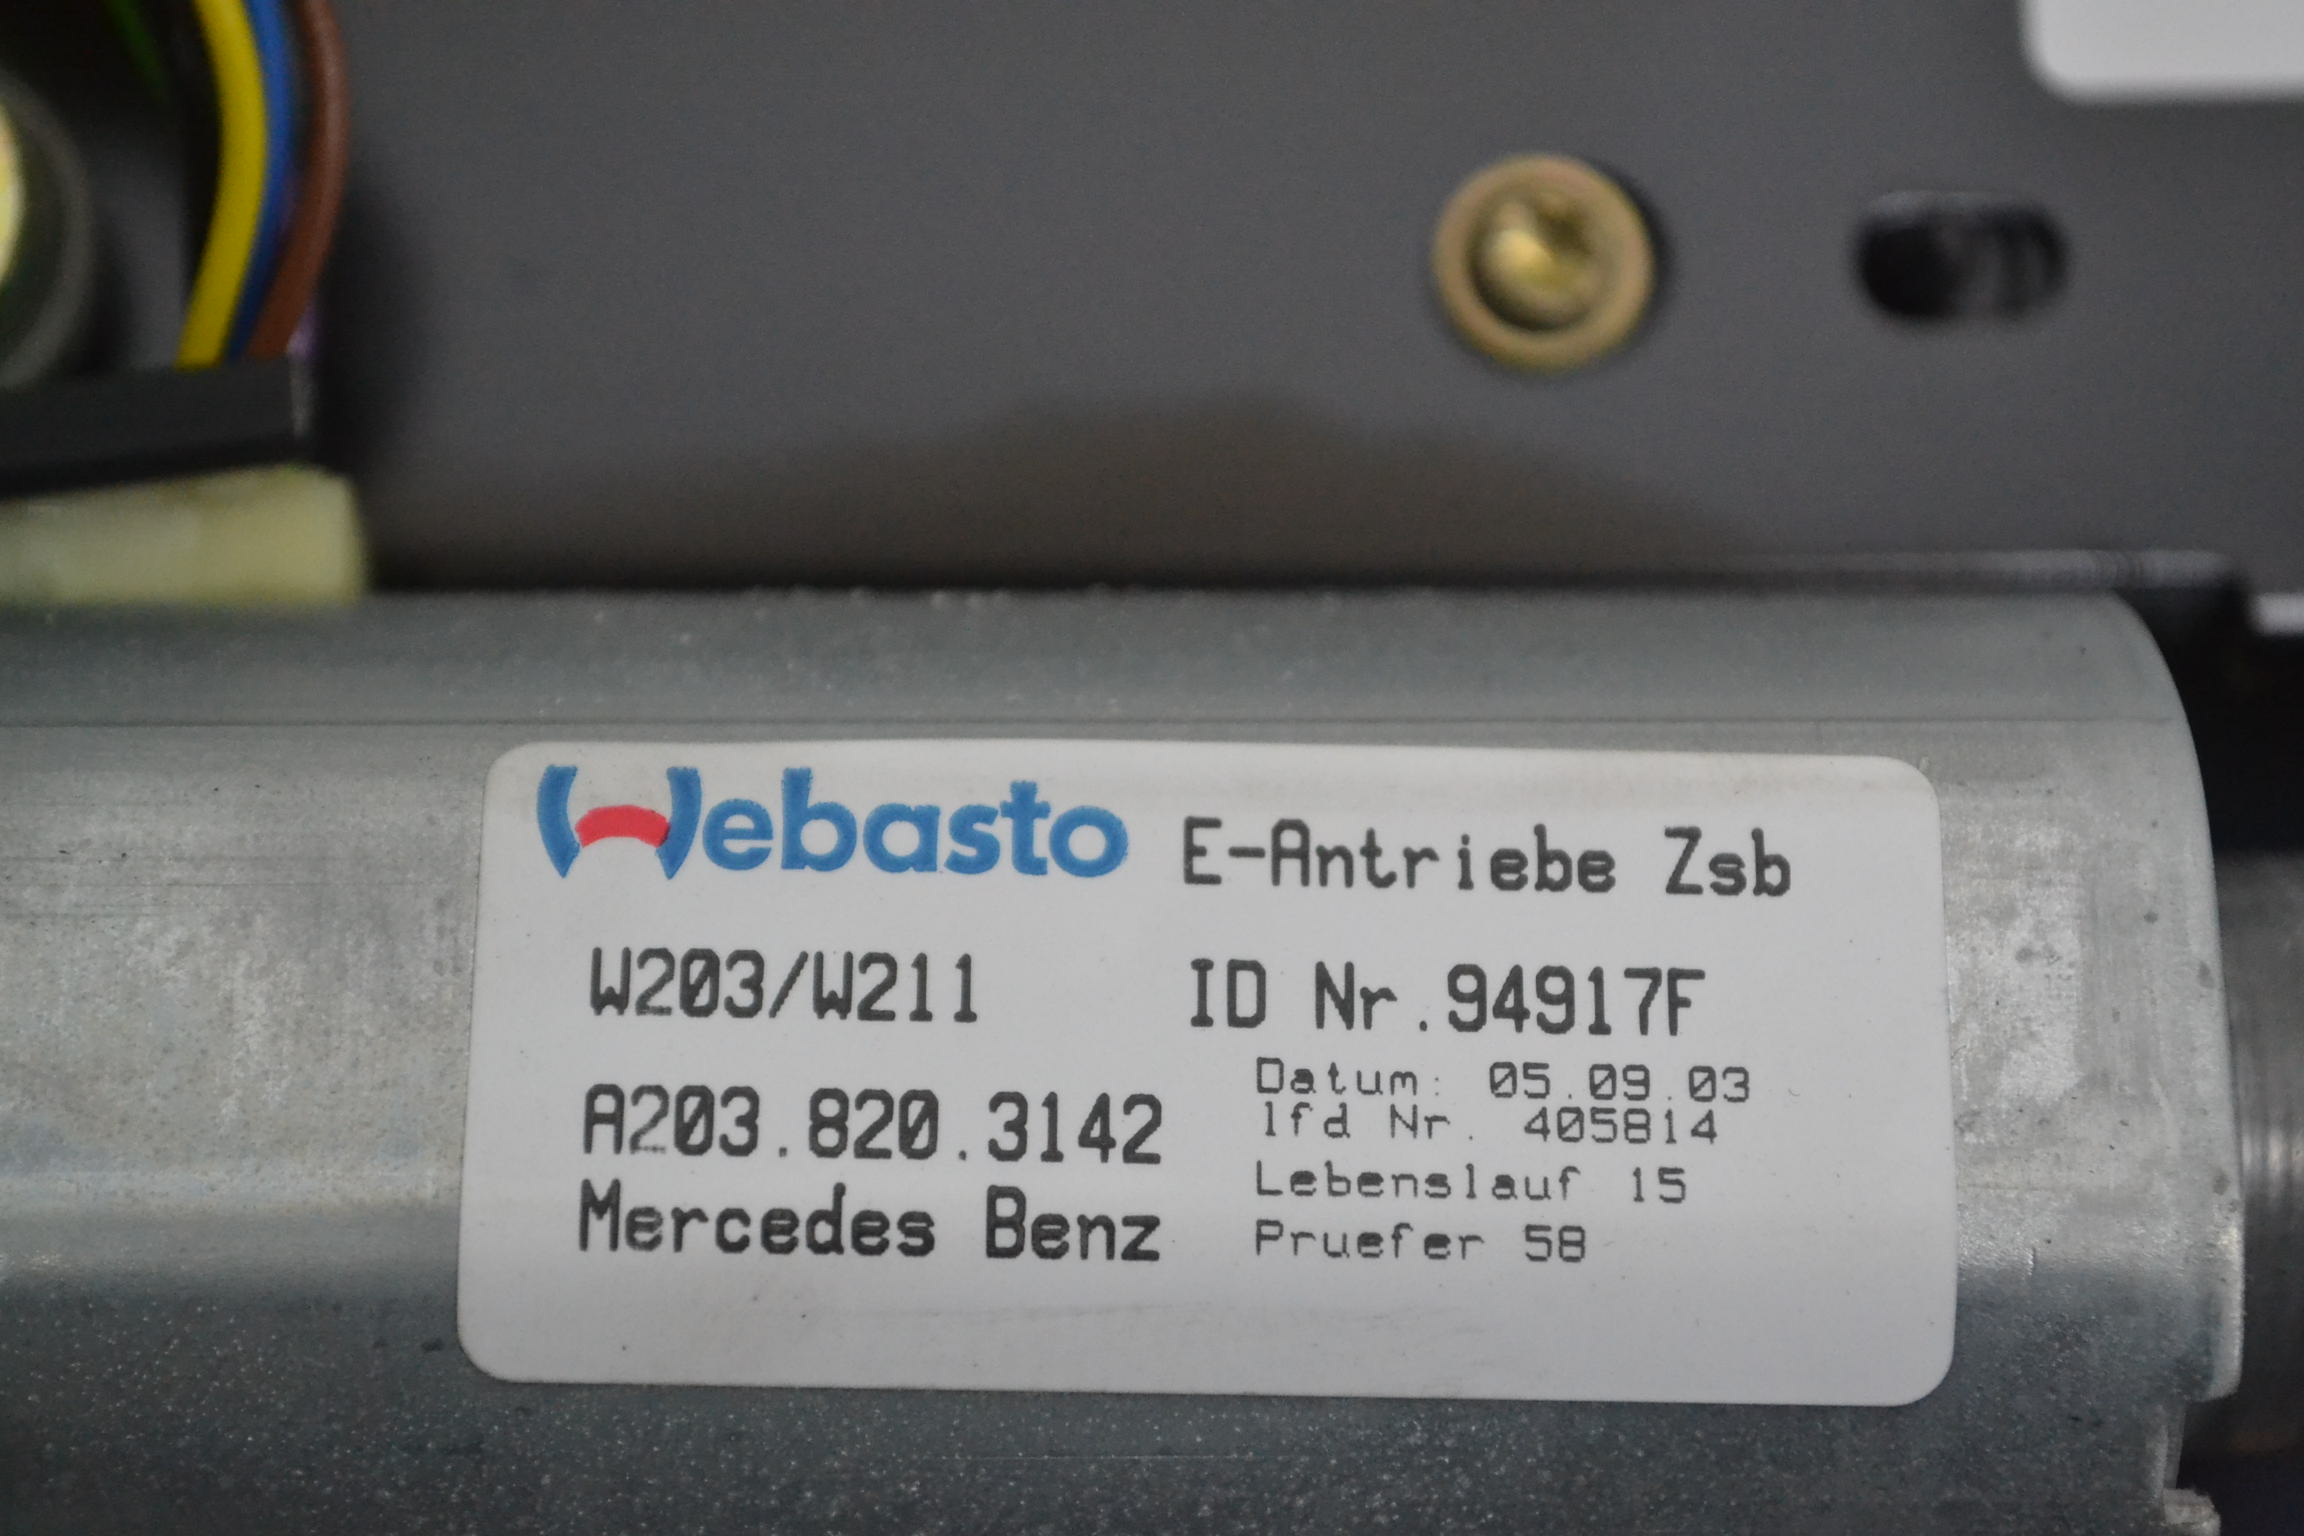 Webasto E-Antriebe Zsb
W203/W211 ID Nr.94917F
A203.820.3142
Mercedes Benz
Datum: 05.09.03
lfd Nr. 405814
Lebenslauf 15
Pruefer 58